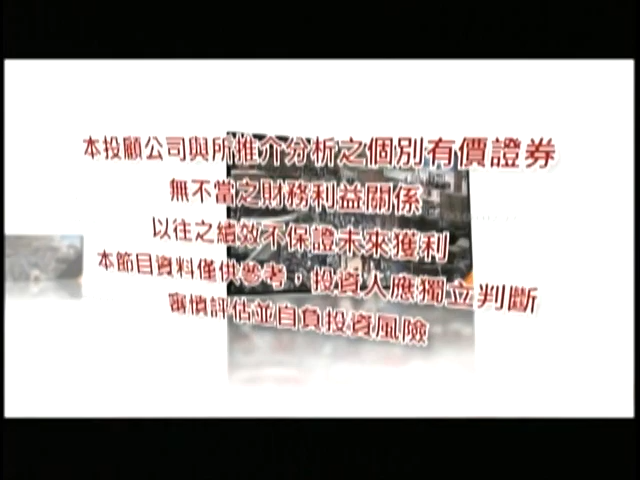 本投顧公司與所推介分析之個別有價證券
無不當之財務利益關係
以往之績效不保證未來獲利
本節目資料僅供參考，投資人應獨立判斷
審慎評估並自負投資風險